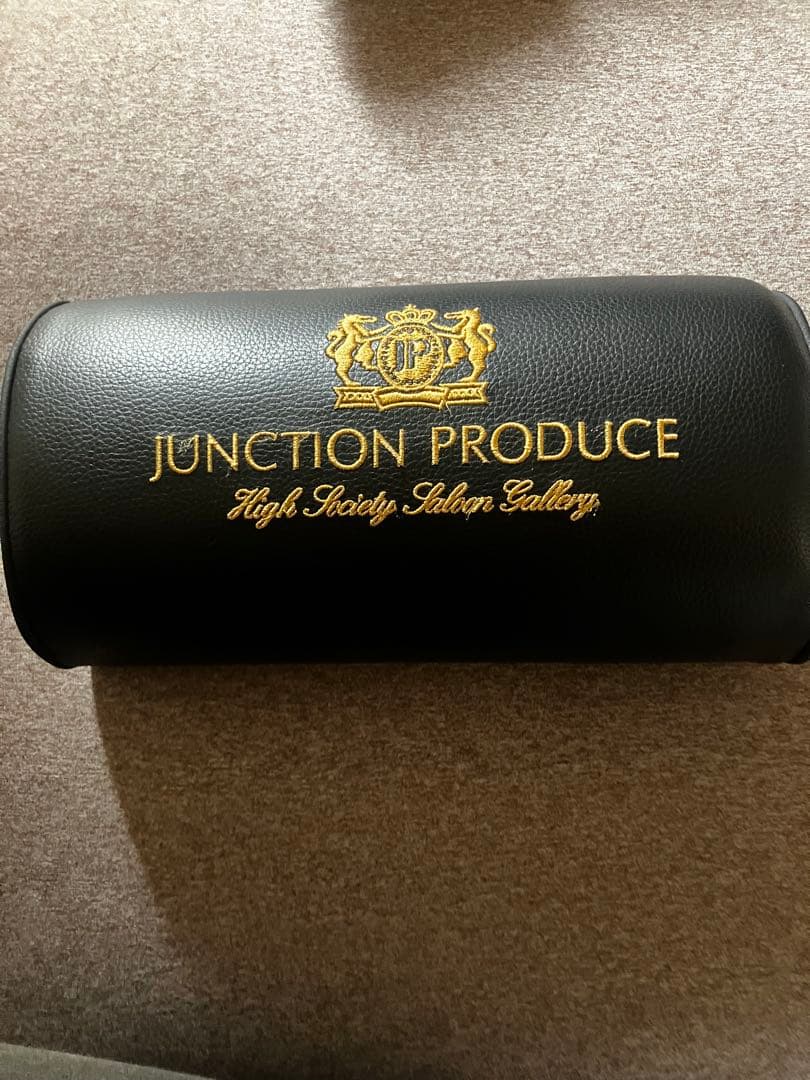 JP
JUNCTION PRODUCE
High Society Saloon Gallery